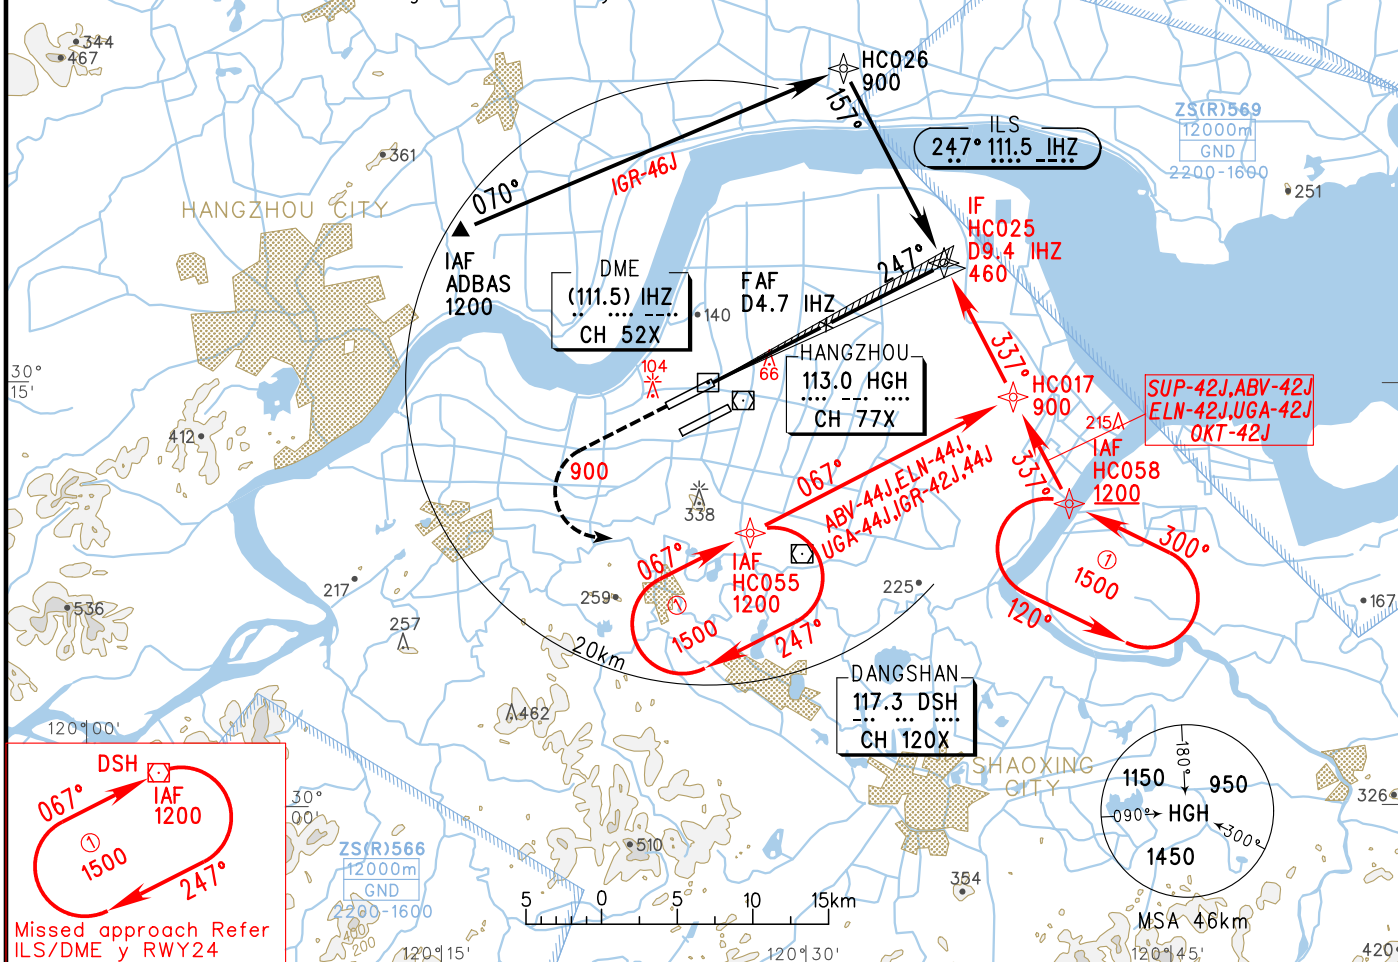 344
467
HC026
900
157°
ILS
247° 111.5 IHZ
ZS(R)569
12000m
GND
2200-1600
361
251
070°
IGR-46J
HANGZHOU CITY
IF
HC025
D9.4 IHZ
460
247°
IAF
ADBAS
1200
DME
(111.5) IHZ
CH 52X
140
FAF
D4.7 IHZ
30°
15'
104
66
HANGZHOU
113.0 HGH
CH 77X
337°
HC017
900
SUP-42J,ABV-42J
ELN-42J,UGA-42J
OKT-42J
215
412
900
067°
ABV-44J,ELN-44J,
UGA-44J,IGR-42J,44J
337°
IAF
HC058
1200
338
300°
1
1500
120°
067°
IAF
HC055
1200
1
1500
247°
217
259
225
167
536
257
20km
DANGSHAN
117.3 DSH
CH 120X
462
120°00'
DSH
067°
IAF
1200
1
1500
247°
Missed approach Refer
ILS/DME y RWY24
30°
00'
SHAOXING
CITY
180°
1150
950
090°
HGH
300°
1450
MSA 46km
326
ZS(R)566
12000m
GND
2200-1600
400
200
510
354
5 0 5 10 15km
120°15'
120°30'
120°45'
420